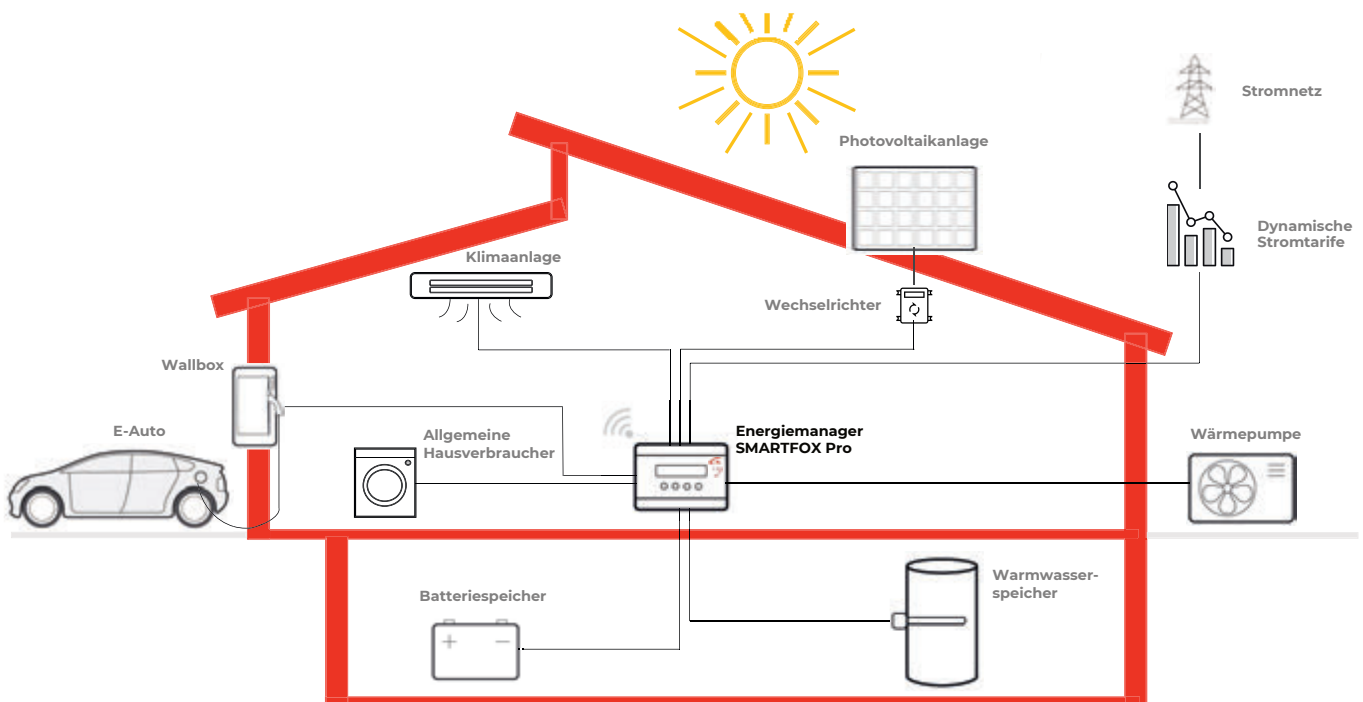 Stromnetz
Photovoltaikanlage
Dynamische
Stromtarife
Klimaanlage
Wechselrichter
Wallbox
E-Auto
Allgemeine
Hausverbraucher
Energiemanager
SMARTFOX Pro
Wärmepumpe
Batteriespeicher
+ −
Warmwasser-
speicher